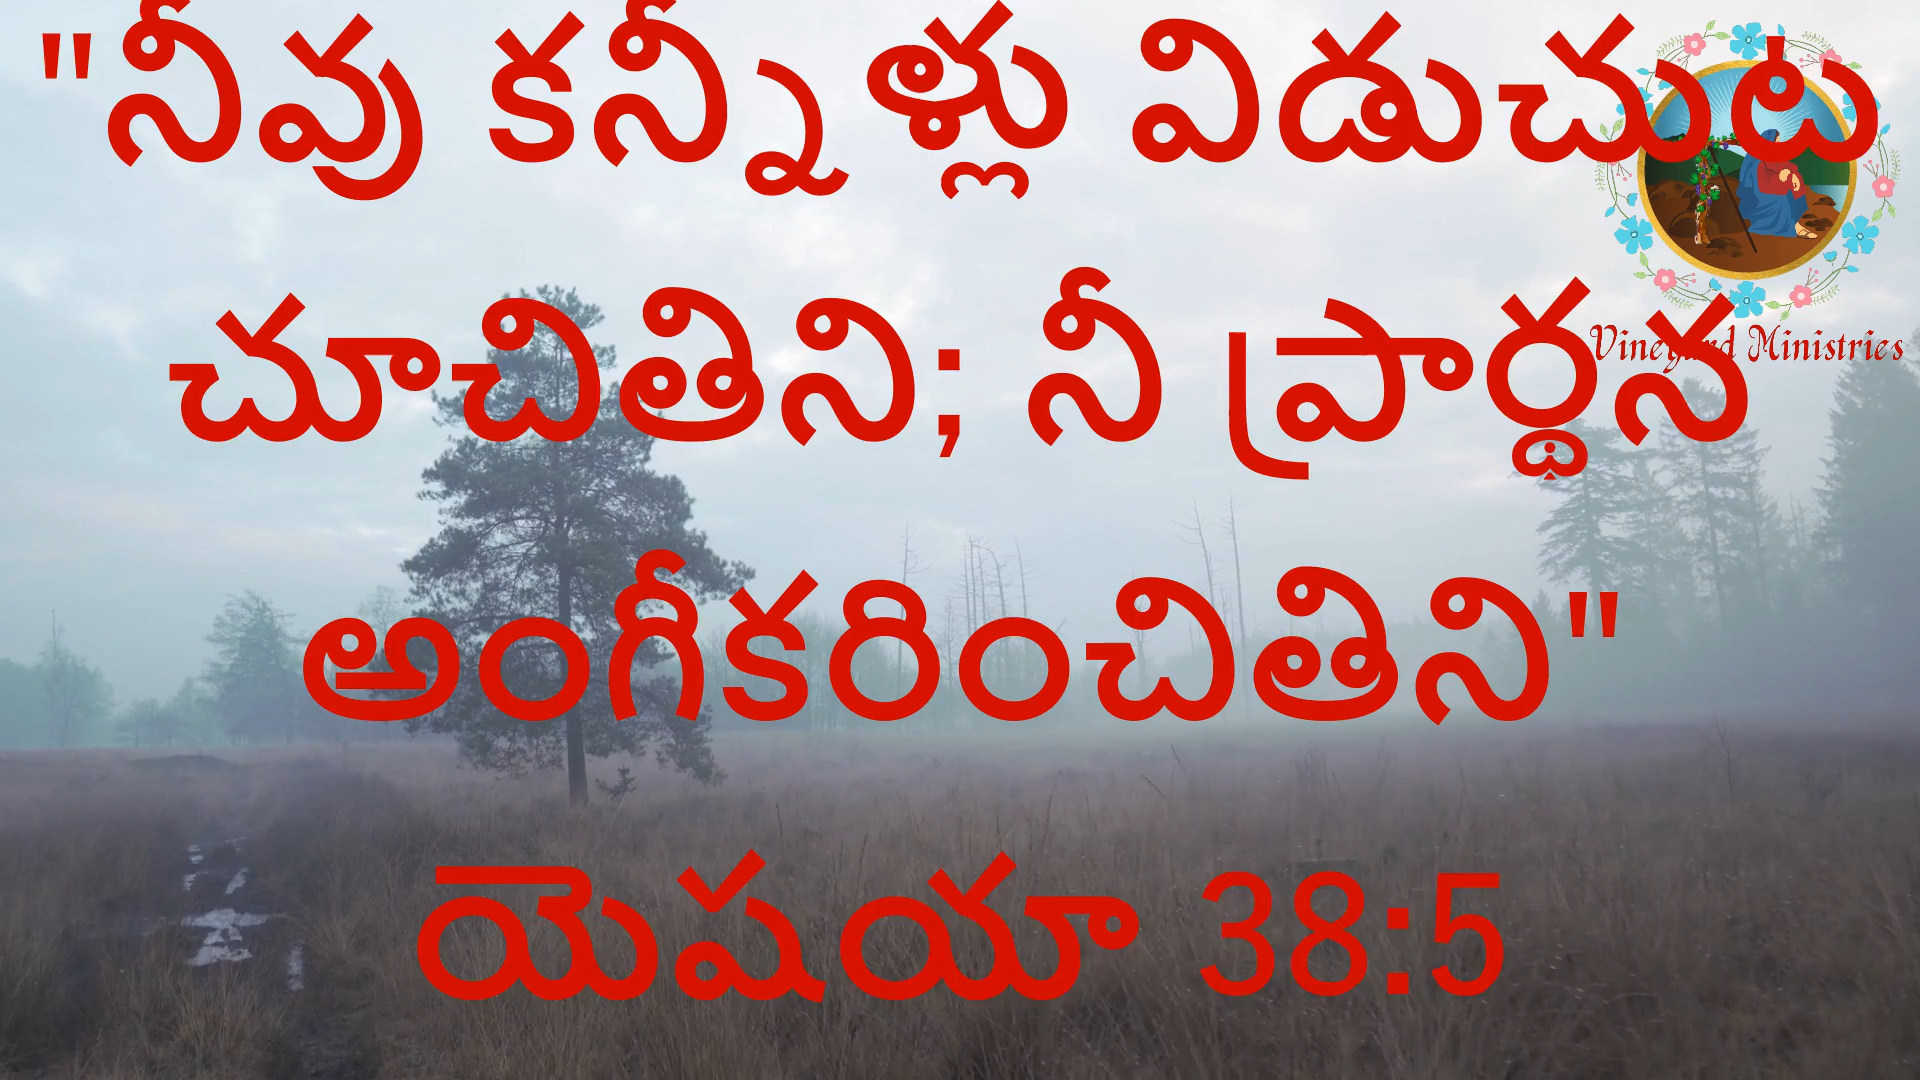 "నీవు కన్నీళ్లు విడుచుట
చూచితిని; నీ ప్రార్థన
Vineyard Ministries
అంగీకరించితిని"
యెషయా 38:5